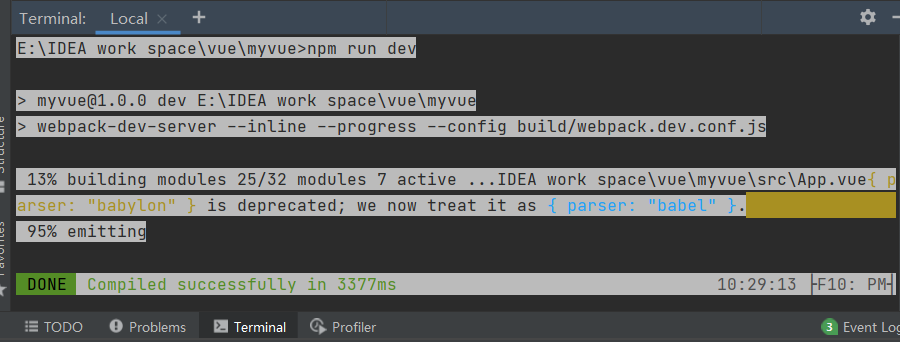 Terminal: Local × +
E:\IDEA work space\vue\myvue>npm run dev
> myvue@1.0.0 dev E:\IDEA work space\vue\myvue
> webpack-dev-server --inline --progress --config build/webpack.dev.conf.js
13% building modules 25/32 modules 7 active ...IDEA work space\vue\myvue\src\App.vue{ p
arser: "babylon" } is deprecated; we now treat it as { parser: "babel" }.
95% emitting
DONE Compiled successfully in 3377ms 10:29:13 ├F10: PM┤
Structure
Favorites
TODO Problems Terminal Profiler 3 Event Log